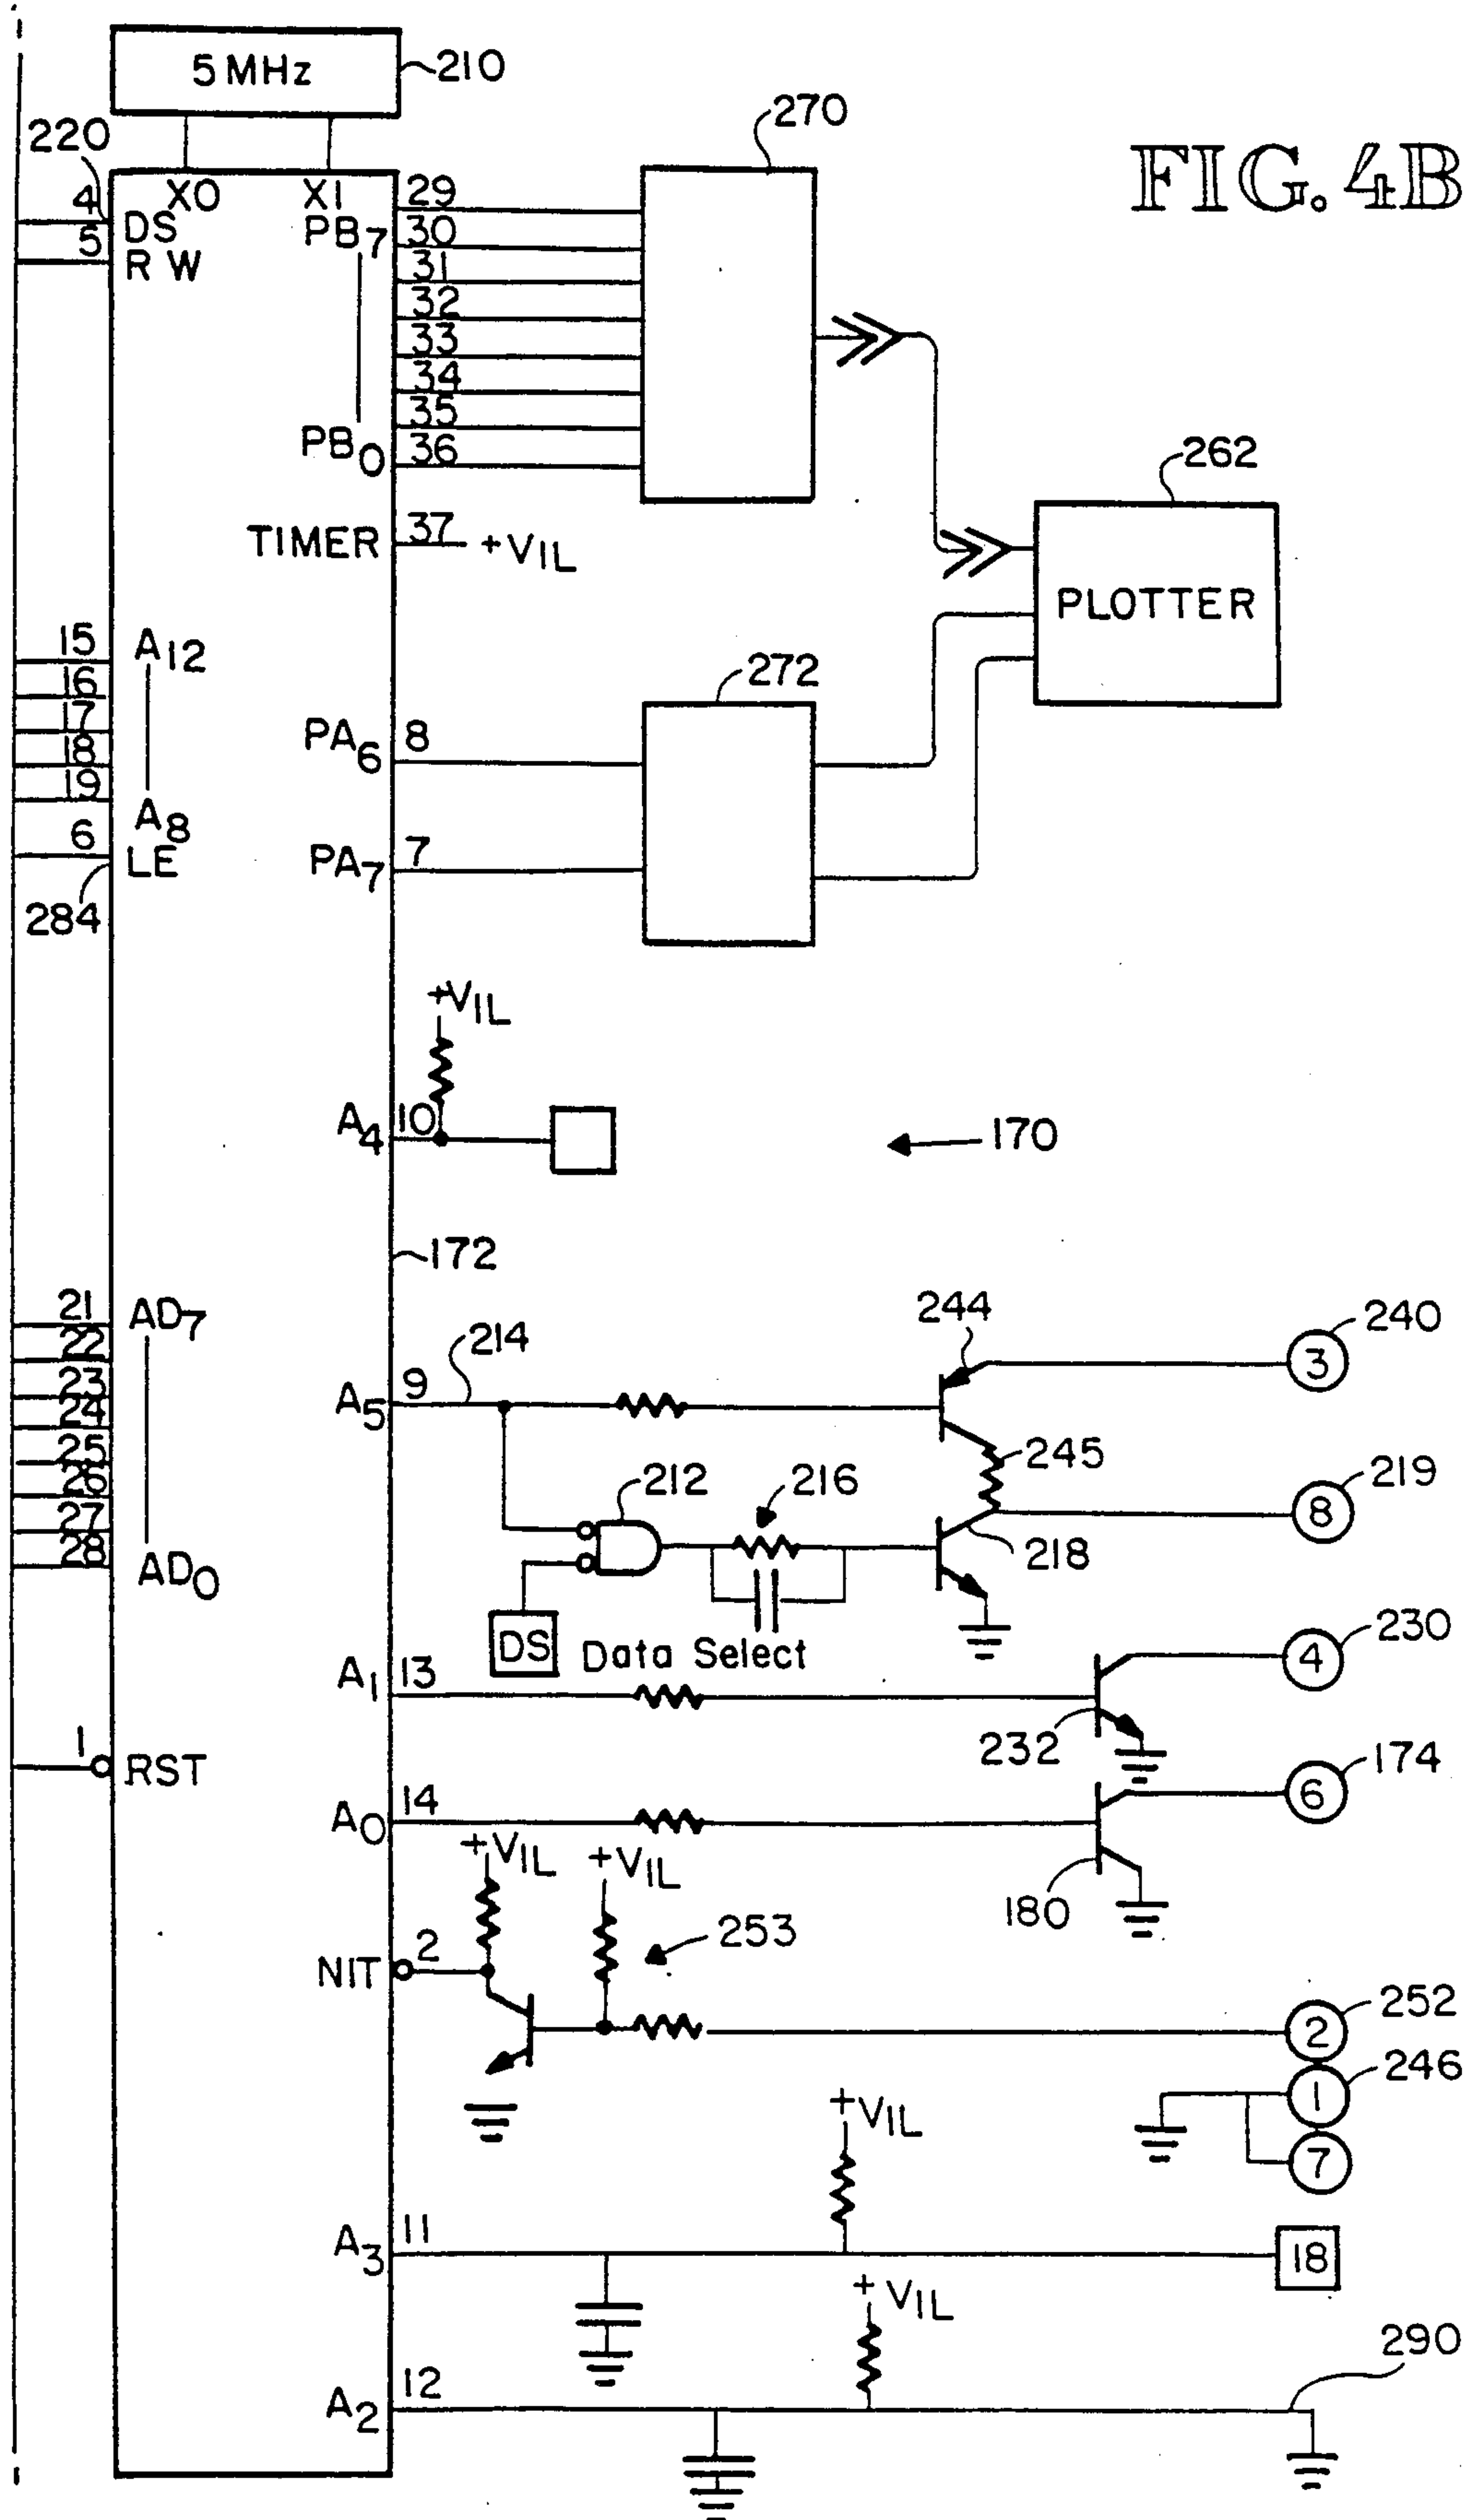 5 MHz
210
FIG. 4B
270
220
4
X0
X1
29
DS
PB7
30
5
RW
31
32
33
34
35
PB0
36
262
TIMER
37
+VIL
PLOTTER
15
A12
16
17
18
19
272
PA6
8
A8
6
LE
PA7
7
284
+VIL
A4
10
170
172
21
AD7
22
23
24
25
26
27
28
AD0
244
3
240
214
A5
9
245
212
216
8
219
218
DS
Data Select
4
230
A1
13
232
1
RST
6
174
A0
14
+VIL
+VIL
180
253
NIT
2
2
252
1
246
7
+VIL
A3
11
18
+VIL
290
A2
12